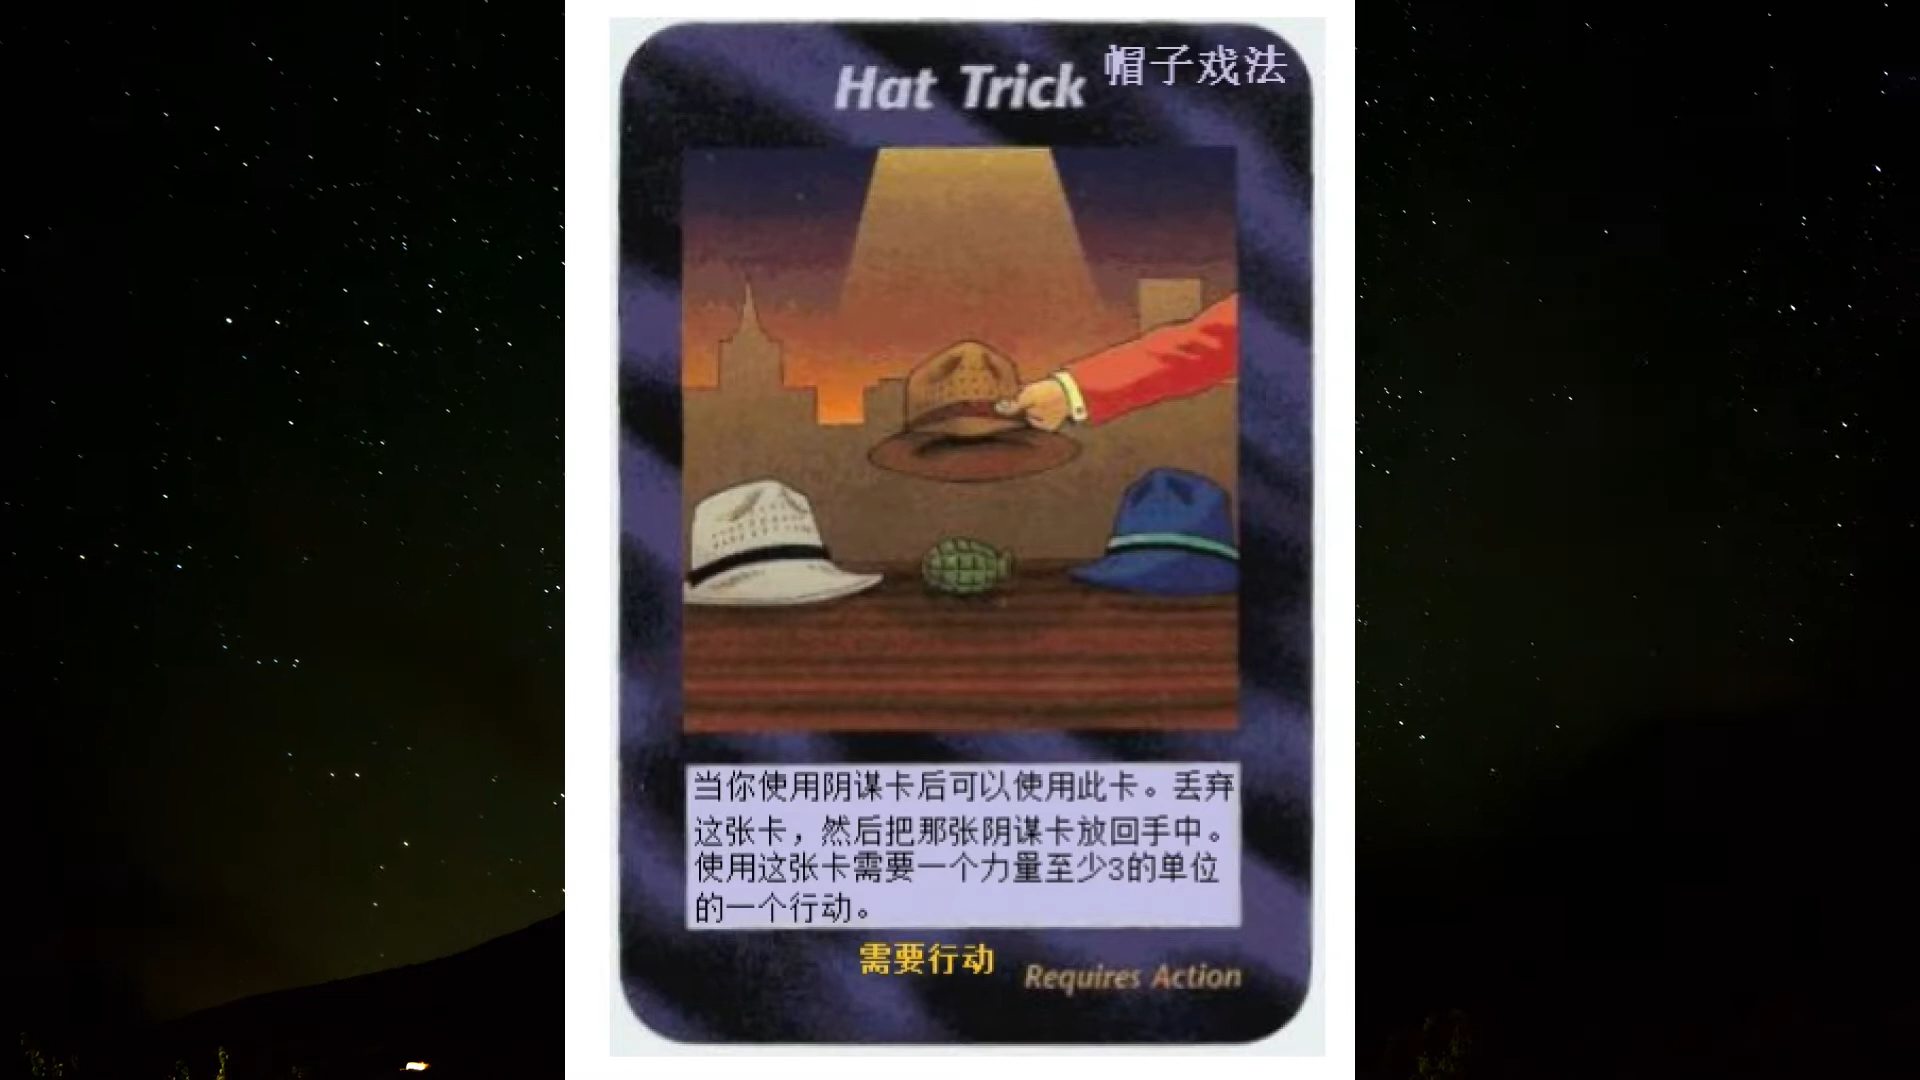 Hat Trick 帽子戏法
当你使用阴谋卡后可以使用此卡。丢弃
这张卡，然后把那张阴谋卡放回手中。
使用这张卡需要一个力量至少3的单位
的一个行动。
需要行动
Requires Action